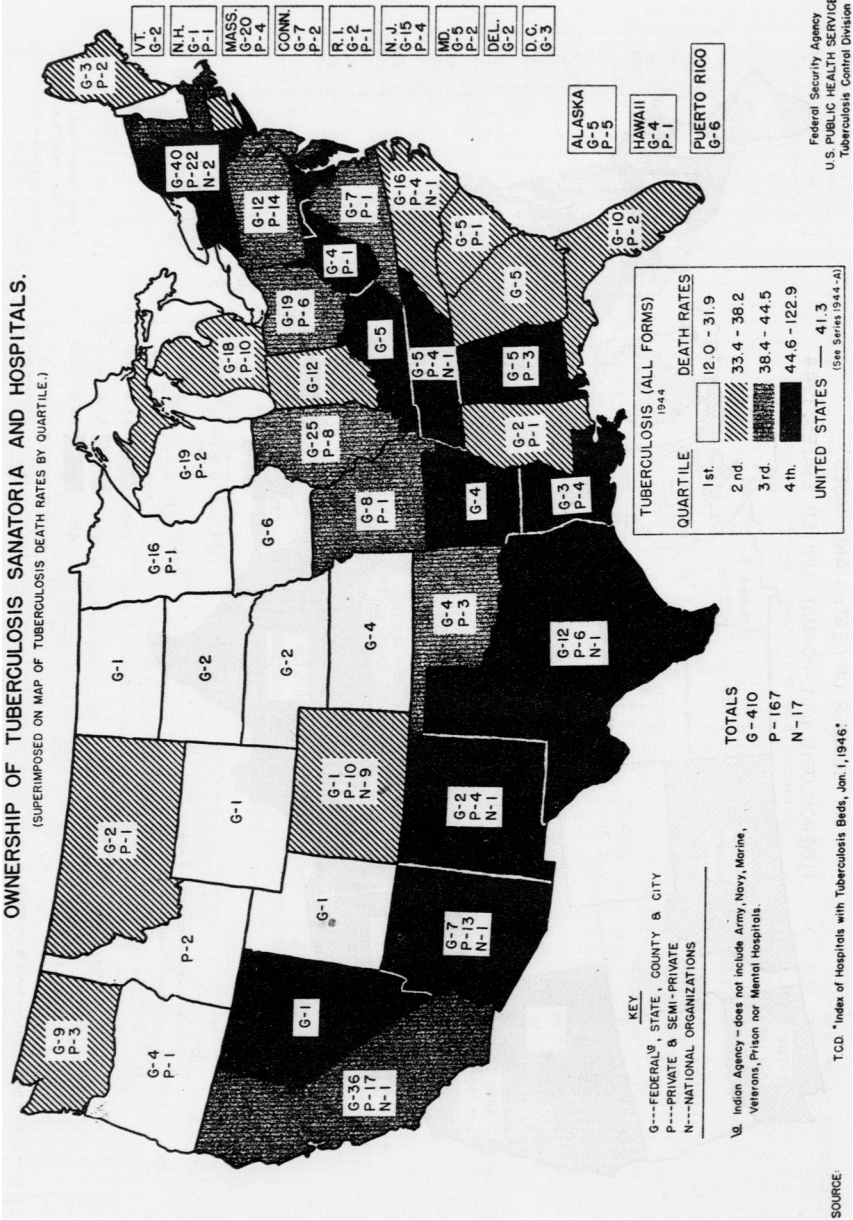 OWNERSHIP OF TUBERCULOSIS SANATORIA AND HOSPITALS.
(SUPERIMPOSED ON MAP OF TUBERCULOSIS DEATH RATES BY QUARTILE.)
G-9
P-3
G-4
P-1
G-36
P-17
N-1
G-1
P-2
G-2
P-1
G-1
G-1
G-7
P-13
N-1
G-1
P-10
N-9
G-2
P-4
N-1
G-1
G-2
G-2
G-4
G-4
P-3
G-12
P-6
N-1
G-16
P-1
G-6
G-8
P-1
G-4
G-3
P-4
G-19
P-2
G-25
P-8
G-18
P-10
G-12
G-19
P-6
G-5
G-5
P-4
N-1
G-2
P-1
G-5
P-3
G-5
G-10
P-2
G-5
P-1
G-16
P-4
N-1
G-7
P-1
G-4
P-1
G-12
P-14
G-40
P-22
N-2
G-3
P-2
VT.
G-2
N.H.
G-1
P-1
MASS.
G-20
P-4
CONN.
G-7
P-2
R.I.
G-2
P-1
N.J.
G-15
P-4
MD.
G-5
P-2
DEL.
G-2
D.C.
G-3
ALASKA
G-5
P-5
HAWAII
G-4
P-1
PUERTO RICO
G-6
KEY
G---FEDERAL\a, STATE, COUNTY & CITY
P---PRIVATE & SEMI-PRIVATE
N---NATIONAL ORGANIZATIONS
\a Indian Agency - does not include Army, Navy, Marine,
Veterans, Prison nor Mental Hospitals.
TOTALS
G-410
P-167
N-17
TUBERCULOSIS (ALL FORMS)
1944
QUARTILE DEATH RATES
1st. 12.0 - 31.9
2nd. 33.4 - 38.2
3rd. 38.4 - 44.5
4th. 44.6 - 122.9
UNITED STATES — 41.3
(See Series 1944-A)
SOURCE: T.C.D. "Index of Hospitals with Tuberculosis Beds, Jan. 1, 1946"
Federal Security Agency
U.S. PUBLIC HEALTH SERVICE
Tuberculosis Control Division